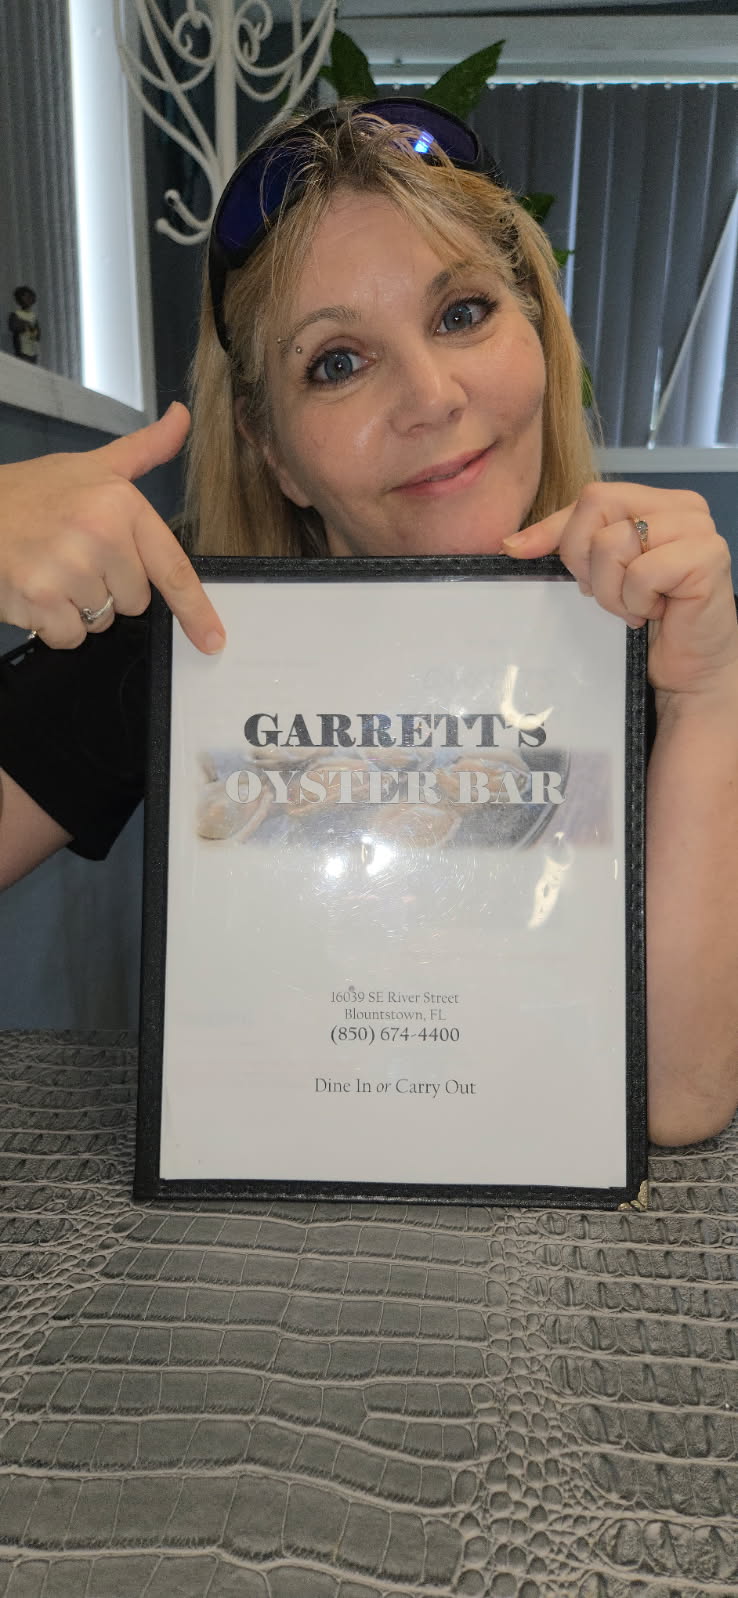 GARRETT'S
OYSTER BAR
16039 SE River Street
Blountstown, FL
(850) 674-4400
Dine In or Carry Out